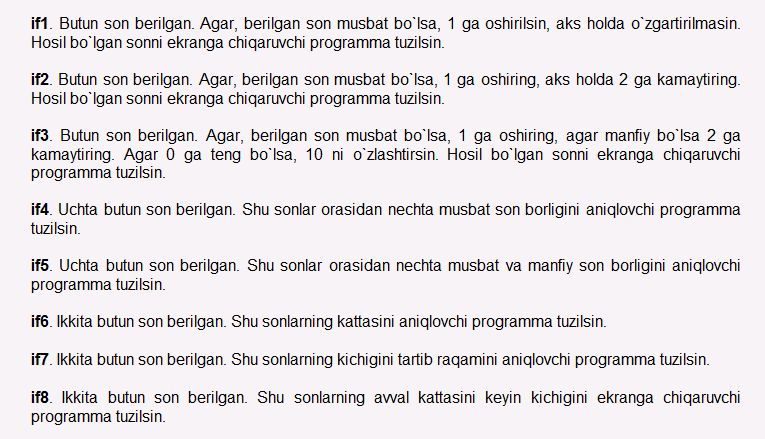 if1. Butun son berilgan. Agar, berilgan son musbat bo`lsa, 1 ga oshirilsin, aks holda o`zgartirilmasin.
Hosil bo`lgan sonni ekranga chiqaruvchi programma tuzilsin.
if2. Butun son berilgan. Agar, berilgan son musbat bo`lsa, 1 ga oshiring, aks holda 2 ga kamaytiring.
Hosil bo`lgan sonni ekranga chiqaruvchi programma tuzilsin.
if3. Butun son berilgan. Agar, berilgan son musbat bo`lsa, 1 ga oshiring, agar manfiy bo`lsa 2 ga
kamaytiring. Agar 0 ga teng bo`lsa, 10 ni o`zlashtirsin. Hosil bo`lgan sonni ekranga chiqaruvchi
programma tuzilsin.
if4. Uchta butun son berilgan. Shu sonlar orasidan nechta musbat son borligini aniqlovchi programma
tuzilsin.
if5. Uchta butun son berilgan. Shu sonlar orasidan nechta musbat va manfiy son borligini aniqlovchi
programma tuzilsin.
if6. Ikkita butun son berilgan. Shu sonlarning kattasini aniqlovchi programma tuzilsin.
if7. Ikkita butun son berilgan. Shu sonlarning kichigini tartib raqamini aniqlovchi programma tuzilsin.
if8. Ikkita butun son berilgan. Shu sonlarning avval kattasini keyin kichigini ekranga chiqaruvchi
programma tuzilsin.